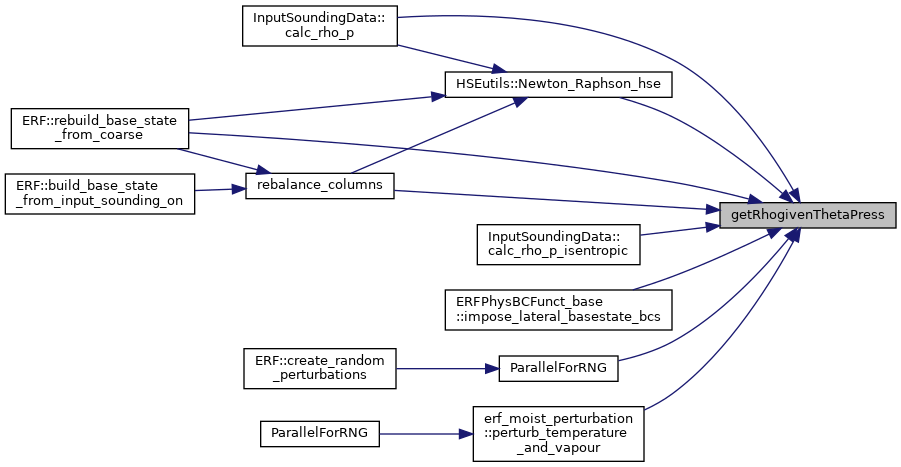 InputSoundingData::
calc_rho_p
HSEutils::Newton_Raphson_hse
ERF::rebuild_base_state
_from_coarse
ERF::build_base_state
_from_input_sounding_on
rebalance_columns
getRhogivenThetaPress
InputSoundingData::
calc_rho_p_isentropic
ERFPhysBCFunct_base
::impose_lateral_basestate_bcs
ERF::create_random
_perturbations
ParallelForRNG
ParallelForRNG
erf_moist_perturbation
::perturb_temperature
_and_vapour